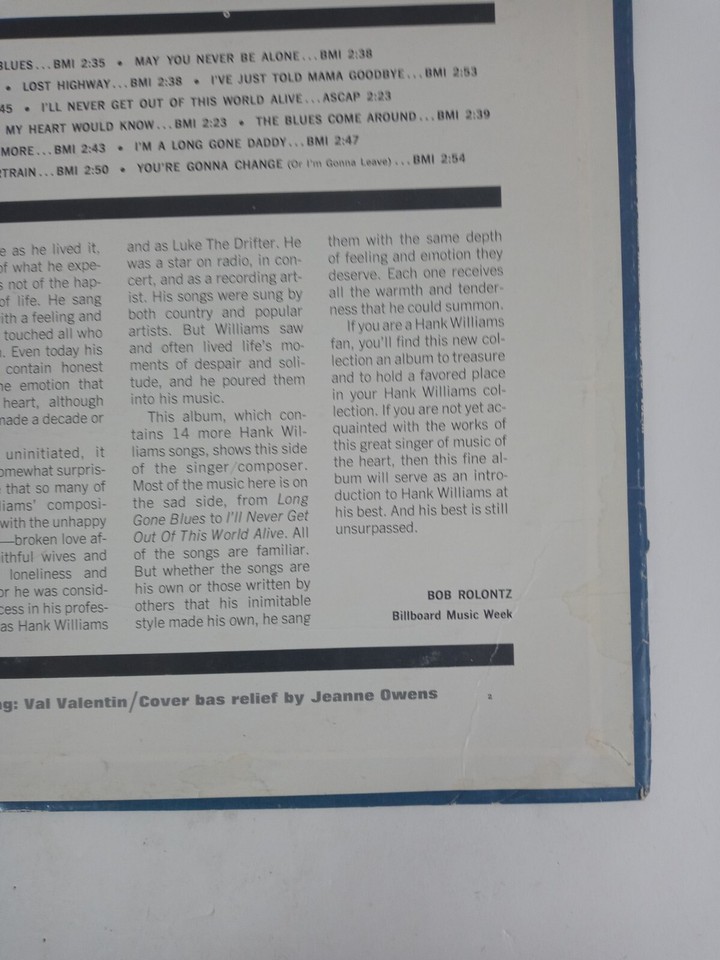 BLUES...BMI 2:35 • MAY YOU NEVER BE ALONE...BMI 2:38
• LOST HIGHWAY...BMI 2:38 • I'VE JUST TOLD MAMA GOODBYE...BMI 2:53
45 • I'LL NEVER GET OUT OF THIS WORLD ALIVE...ASCAP 2:23
MY HEART WOULD KNOW...BMI 2:23 • THE BLUES COME AROUND...BMI 2:39
MORE...BMI 2:43 • I'M A LONG GONE DADDY...BMI 2:47
TRAIN...BMI 2:50 • YOU'RE GONNA CHANGE (Or I'm Gonna Leave)...BMI 2:54
e as he lived it,
of what he expe-
s not of the hap-
of life. He sang
ith a feeling and
touched all who
. Even today his
contain honest
ne emotion that
heart, although
made a decade or
uninitiated, it
omewhat surpris-
that so many of
liams' composi-
with the unhappy
—broken love af-
ithful wives and
loneliness and
or he was consid-
cess in his profes-
as Hank Williams
and as Luke The Drifter. He
was a star on radio, in con-
cert, and as a recording art-
ist. His songs were sung by
both country and popular
artists. But Williams saw
and often lived life's mo-
ments of despair and soli-
tude, and he poured them
into his music.
This album, which con-
tains 14 more Hank Wil-
liams songs, shows this side
of the singer/composer.
Most of the music here is on
the sad side, from Long
Gone Blues to I'll Never Get
Out Of This World Alive. All
of the songs are familiar.
But whether the songs are
his own or those written by
others that his inimitable
style made his own, he sang
them with the same depth
of feeling and emotion they
deserve. Each one receives
all the warmth and tender-
ness that he could summon.
If you are a Hank Williams
fan, you'll find this new col-
lection an album to treasure
and to hold a favored place
in your Hank Williams col-
lection. If you are not yet ac-
quainted with the works of
this great singer of music of
the heart, then this fine al-
bum will serve as an intro-
duction to Hank Williams at
his best. And his best is still
unsurpassed.
BOB ROLONTZ
Billboard Music Week
ng: Val Valentin/Cover bas relief by Jeanne Owens